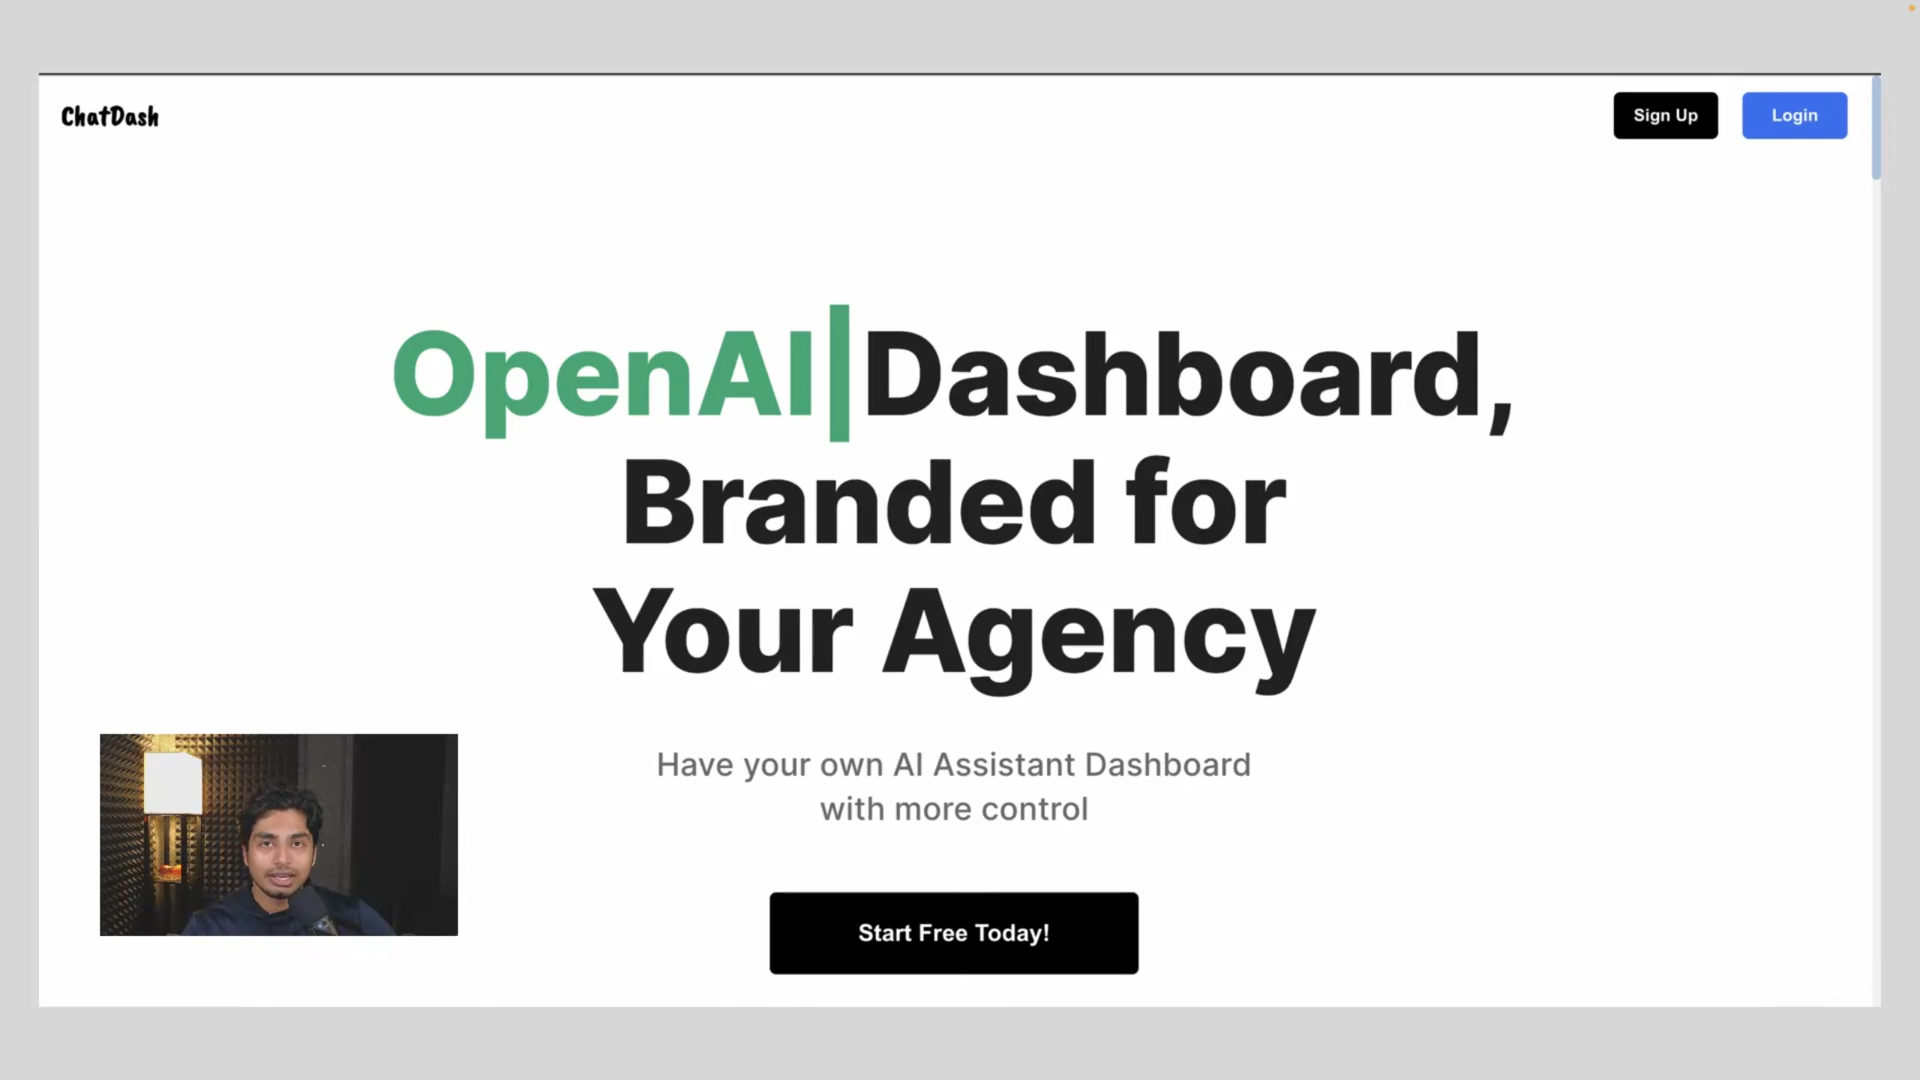 ChatDash
Sign Up
Login
OpenAI|Dashboard,
Branded for
Your Agency
Have your own AI Assistant Dashboard
with more control
Start Free Today!